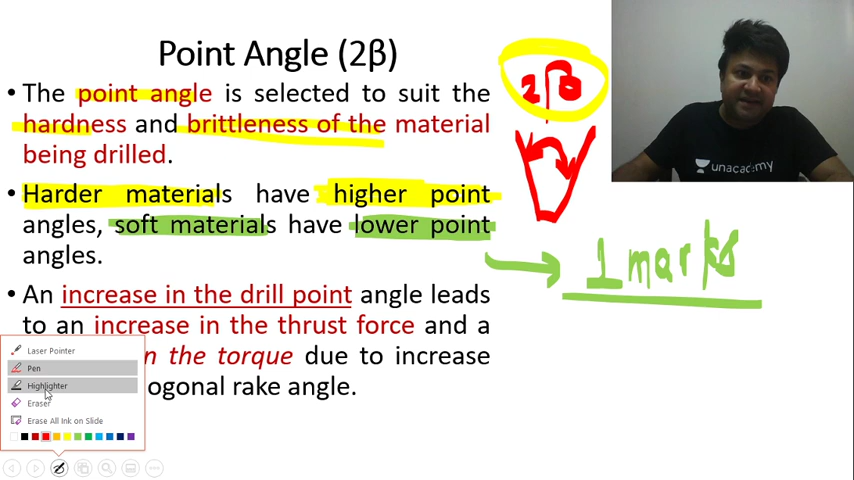 Point Angle (2β)
• The point angle is selected to suit the
hardness and brittleness of the material
being drilled.
• Harder materials have higher point
angles, soft materials have lower point
angles.
• An increase in the drill point angle leads
to an increase in the thrust force and a
n the torque due to increase
ogonal rake angle.
2β
unacademy
1 marks
Laser Pointer
Pen
Highlighter
Eraser
Erase All Ink on Slide